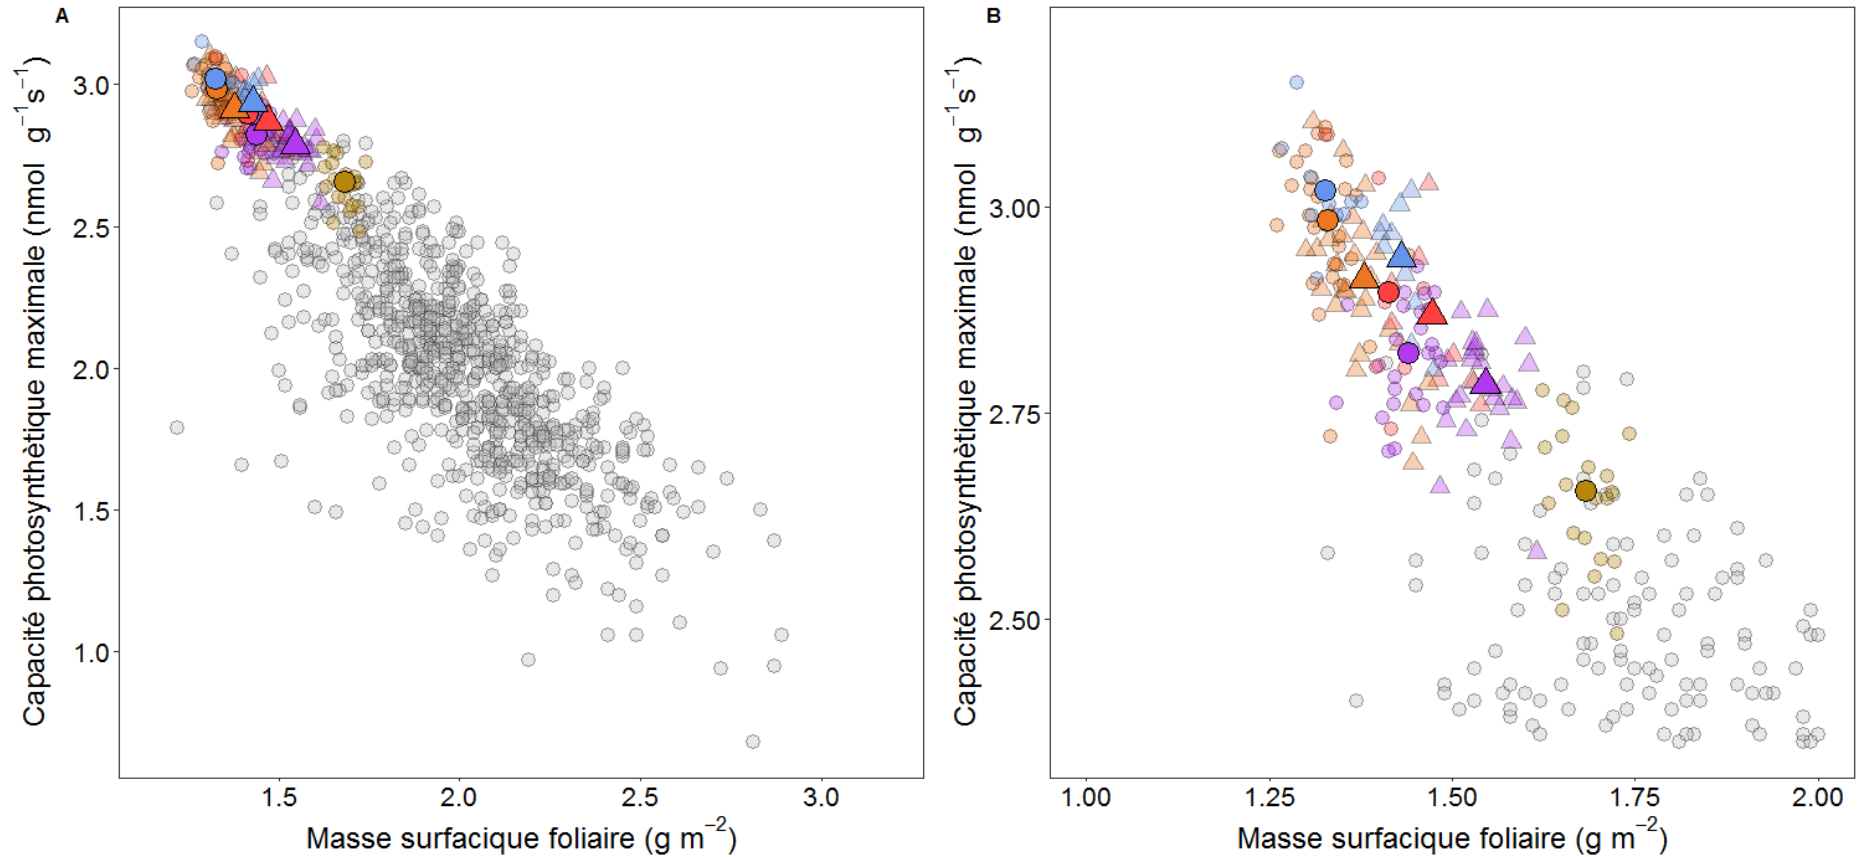 A
B
Capacité photosynthètique maximale (nmol g⁻¹s⁻¹)
3.0
2.5
2.0
1.5
1.0
1.5 2.0 2.5 3.0
Masse surfacique foliaire (g m⁻²)
Capacité photosynthètique maximale (nmol g⁻¹s⁻¹)
3.00
2.75
2.50
1.00 1.25 1.50 1.75 2.00
Masse surfacique foliaire (g m⁻²)